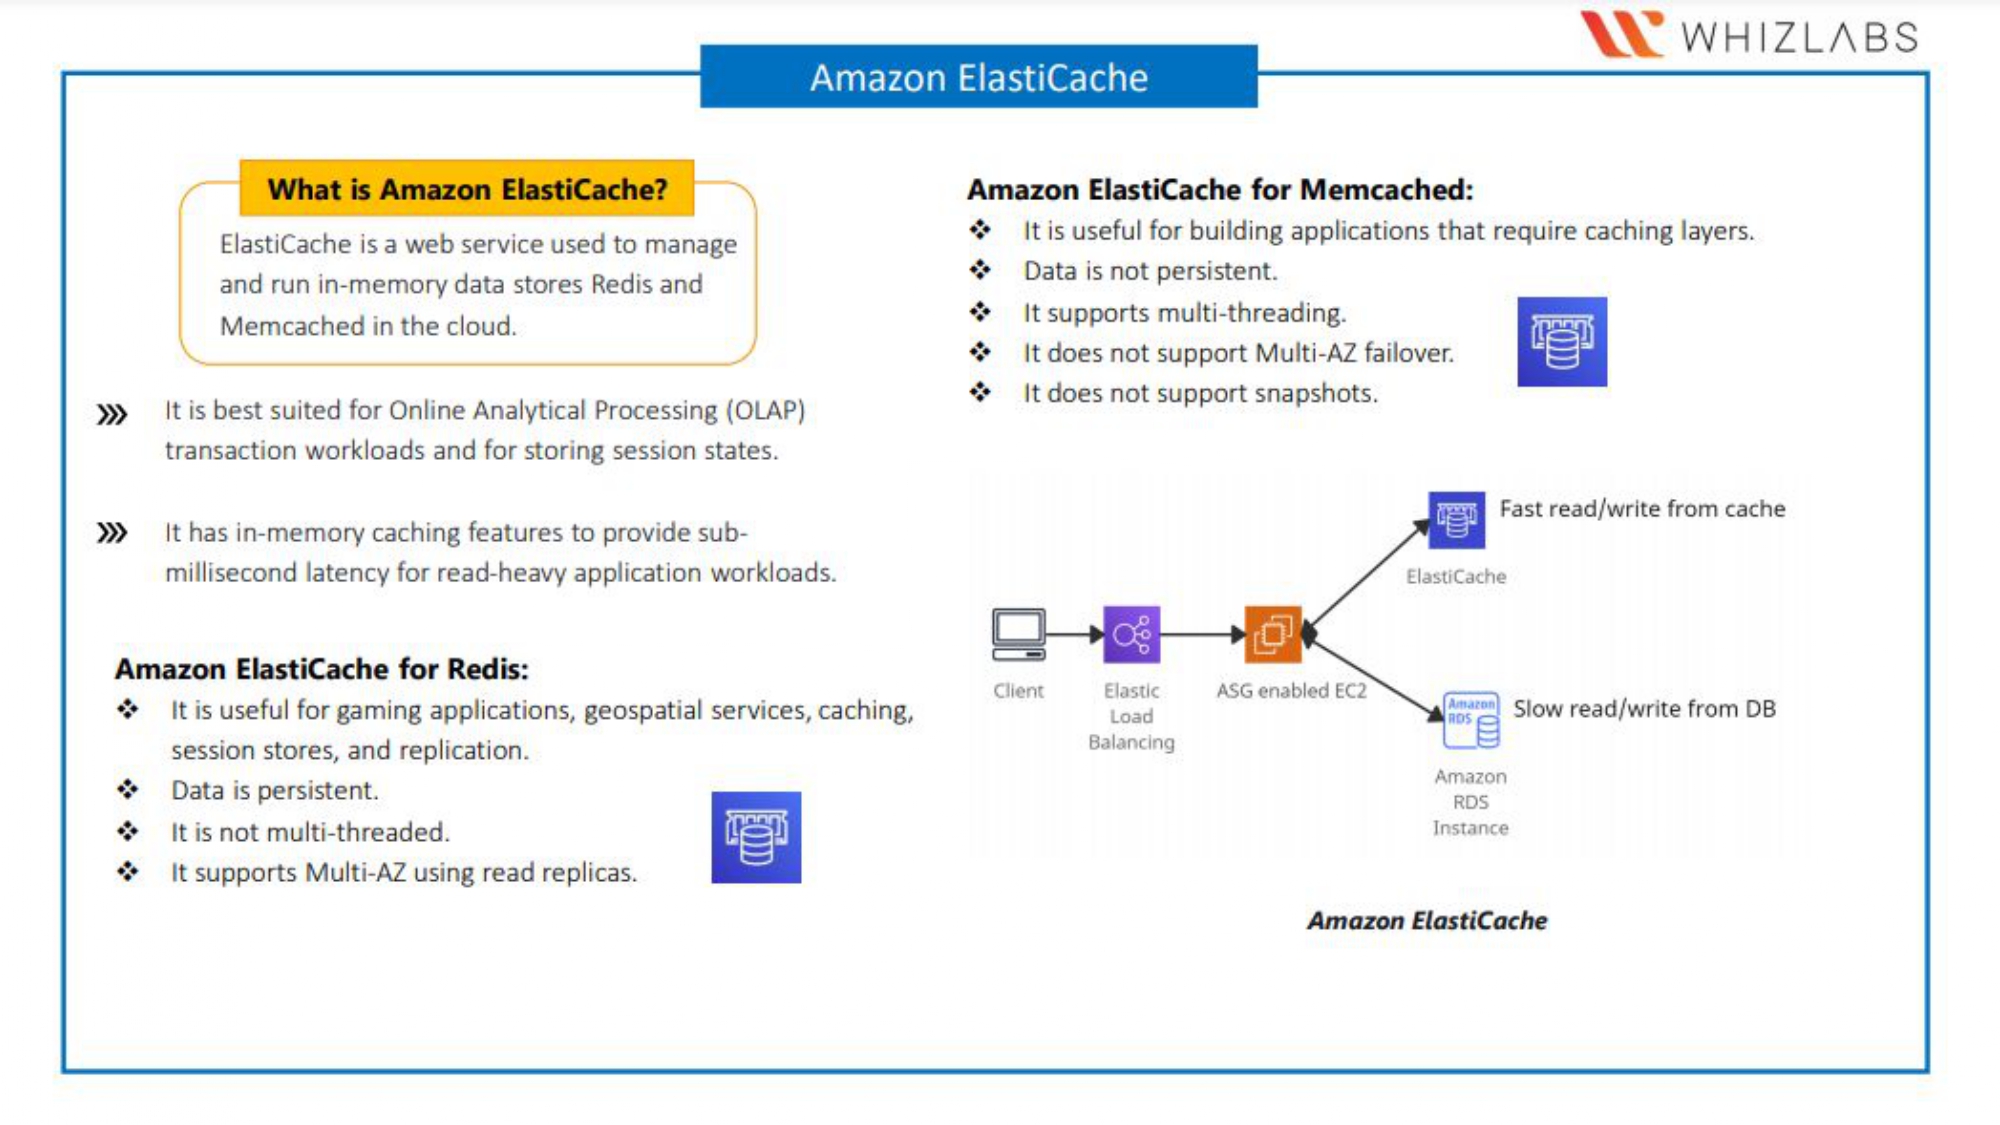 WHIZLABS
Amazon ElastiCache
What is Amazon ElastiCache?
ElastiCache is a web service used to manage
and run in-memory data stores Redis and
Memcached in the cloud.
It is best suited for Online Analytical Processing (OLAP)
transaction workloads and for storing session states.
It has in-memory caching features to provide sub-
millisecond latency for read-heavy application workloads.
Amazon ElastiCache for Redis:
It is useful for gaming applications, geospatial services, caching,
session stores, and replication.
Data is persistent.
It is not multi-threaded.
It supports Multi-AZ using read replicas.
Amazon ElastiCache for Memcached:
It is useful for building applications that require caching layers.
Data is not persistent.
It supports multi-threading.
It does not support Multi-AZ failover.
It does not support snapshots.
Fast read/write from cache
ElastiCache
Client
Elastic
Load
Balancing
ASG enabled EC2
Amazon
RDS
Slow read/write from DB
Amazon
RDS
Instance
Amazon ElastiCache